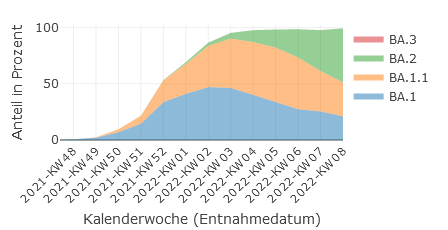 Anteil in Prozent
100
50
0
2021-KW48
2021-KW49
2021-KW50
2021-KW51
2021-KW52
2022-KW01
2022-KW02
2022-KW03
2022-KW04
2022-KW05
2022-KW06
2022-KW07
2022-KW08
Kalenderwoche (Entnahmedatum)
BA.3
BA.2
BA.1.1
BA.1